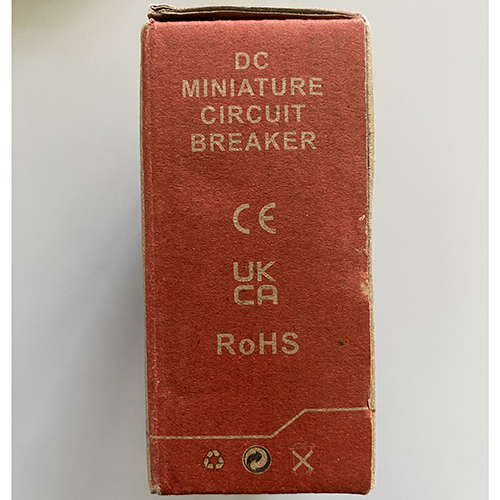 DC
MINIATURE
CIRCUIT
BREAKER
CE
UK
CA
RoHS